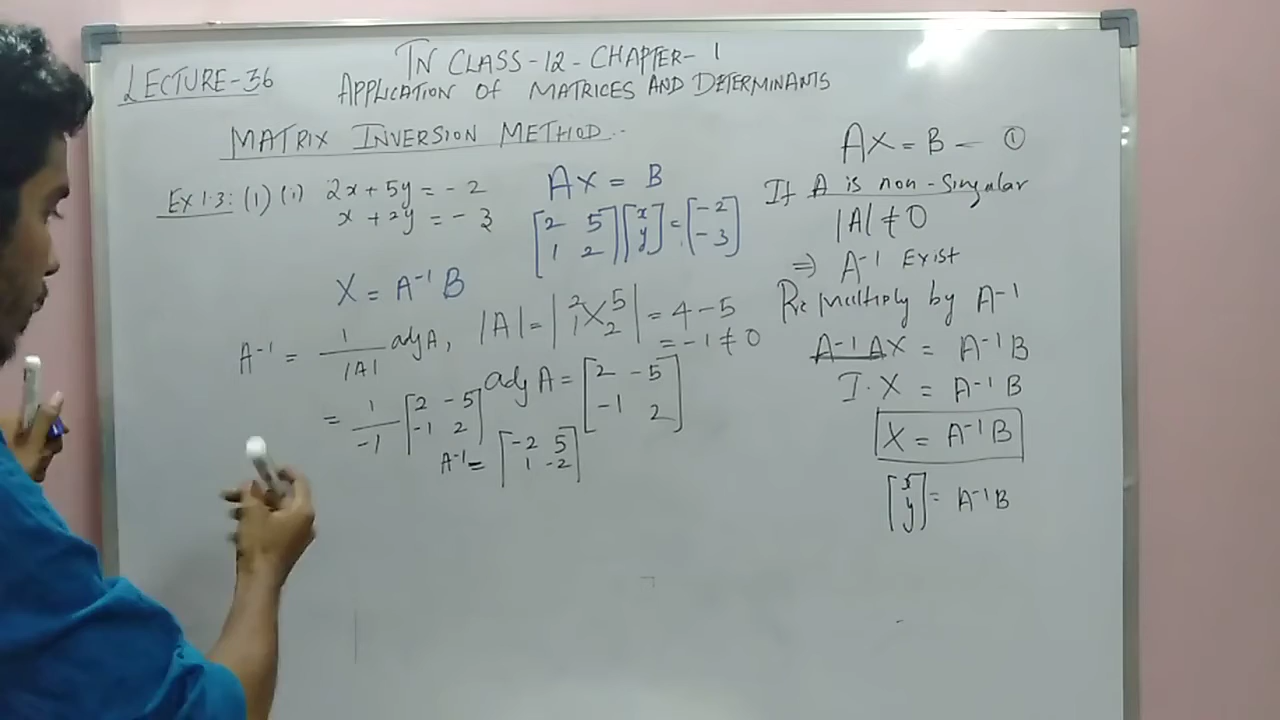 LECTURE-36
TN CLASS-12-CHAPTER-1
APPLICATION OF MATRICES AND DETERMINANTS
MATRIX INVERSION METHOD..
Ex 1.3: (1) (i) 2x + 5y = -2
x + 2y = -3
AX = B
[2 5
1 2] [x
y] = [-2
-3]
X = A⁻¹ B
A⁻¹ = 1/|A| adj A, |A| = |2 5
1 2| = 4 - 5
= -1 ≠ 0
adj A = [2 -5
-1 2]
= 1/-1 [2 -5
-1 2]
A⁻¹ = [-2 5
1 -2]
AX = B — ①
If A is non-singular
|A| ≠ 0
⇒ A⁻¹ Exist
Pre multiply by A⁻¹
A⁻¹AX = A⁻¹B
I. X = A⁻¹B
X = A⁻¹B
[x
y] = A⁻¹B